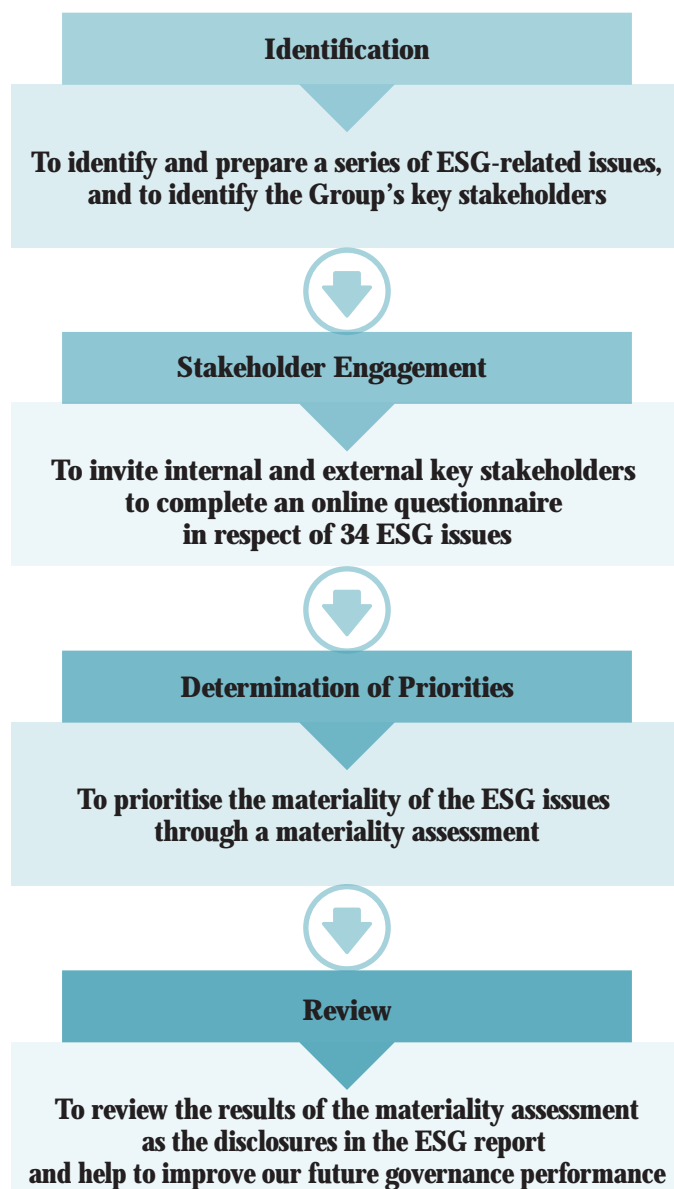 Identification
To identify and prepare a series of ESG-related issues,
and to identify the Group’s key stakeholders
Stakeholder Engagement
To invite internal and external key stakeholders
to complete an online questionnaire
in respect of 34 ESG issues
Determination of Priorities
To prioritise the materiality of the ESG issues
through a materiality assessment
Review
To review the results of the materiality assessment
as the disclosures in the ESG report
and help to improve our future governance performance